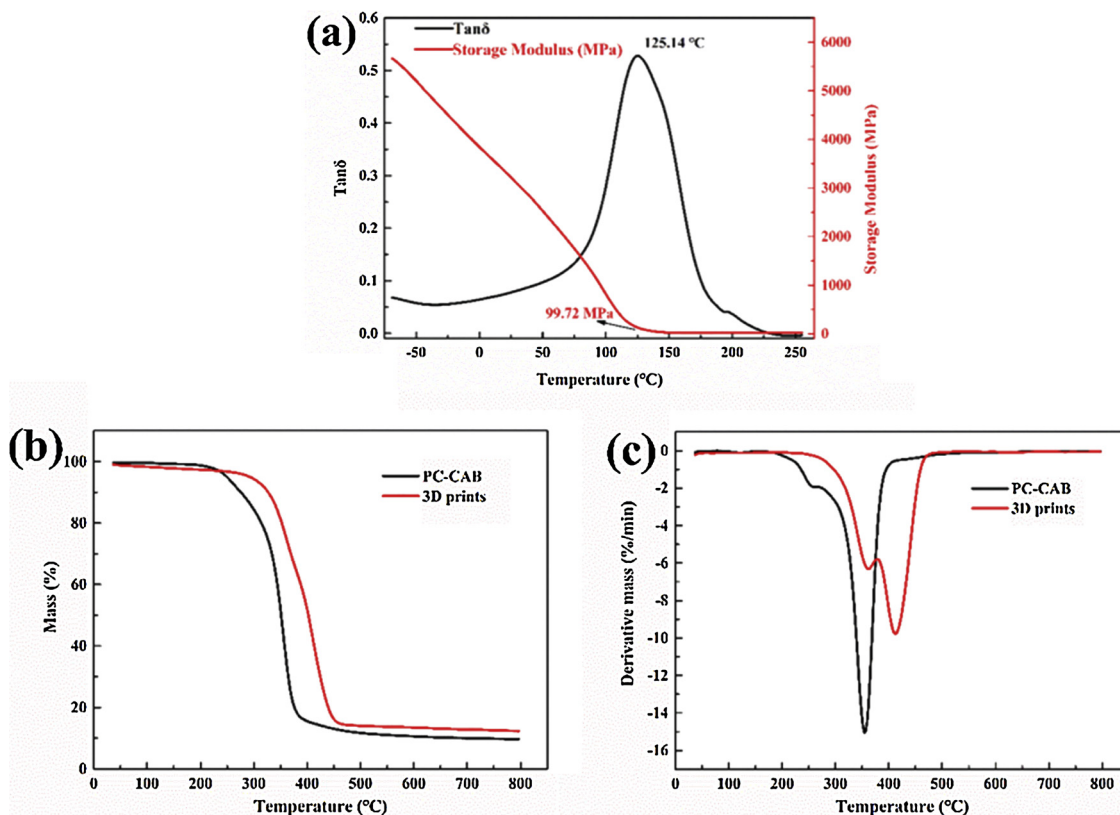 (a)
Tanδ
Storage Modulus (MPa)
125.14 ℃
99.72 MPa
0.6
0.5
0.4
0.3
0.2
0.1
0.0
Tanδ
6000
5000
4000
3000
2000
1000
0
Storage Modulus (MPa)
-50 0 50 100 150 200 250
Temperature (℃)
(b)
PC-CAB
3D prints
100
80
60
40
20
0
Mass (%)
0 100 200 300 400 500 600 700 800
Temperature (℃)
(c)
PC-CAB
3D prints
0
-2
-4
-6
-8
-10
-12
-14
-16
Derivative mass (%/min)
0 100 200 300 400 500 600 700 800
Temperature (℃)